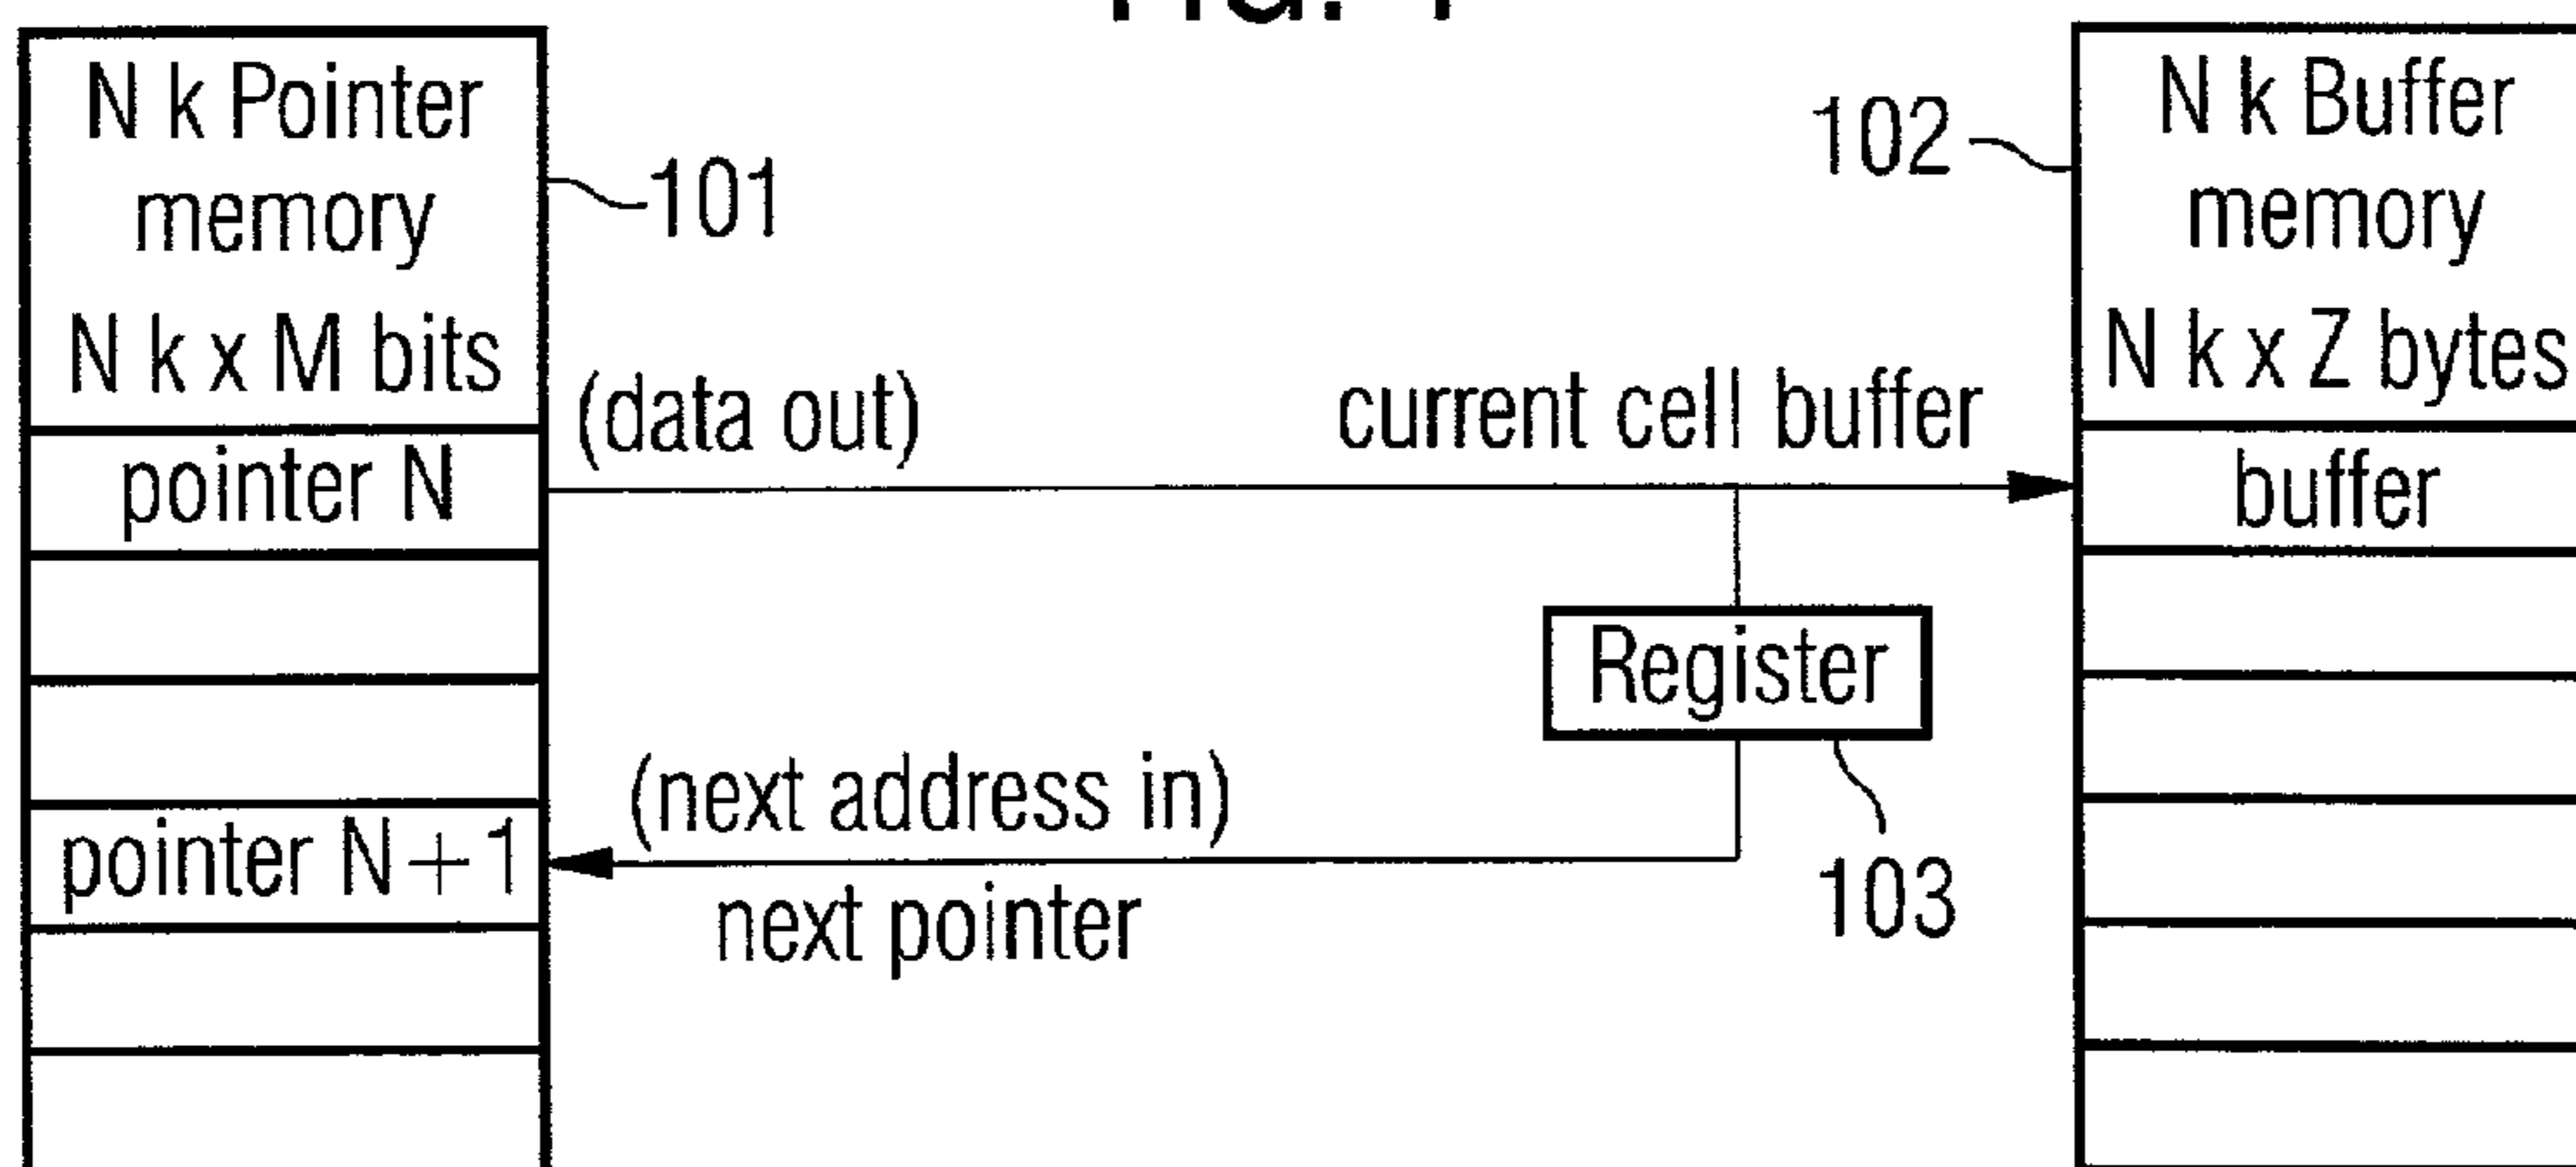 N k Pointer
memory
N k x M bits
pointer N
pointer N+1
101
(data out)
current cell buffer
Register
103
(next address in)
next pointer
102
N k Buffer
memory
N k x Z bytes
buffer